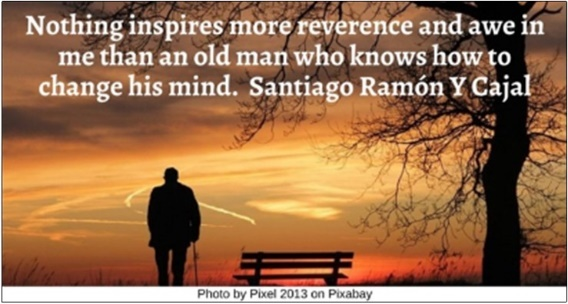 Nothing inspires more reverence and awe in
me than an old man who knows how to
change his mind.  Santiago Ramón Y Cajal
Photo by Pixel 2013 on Pixabay